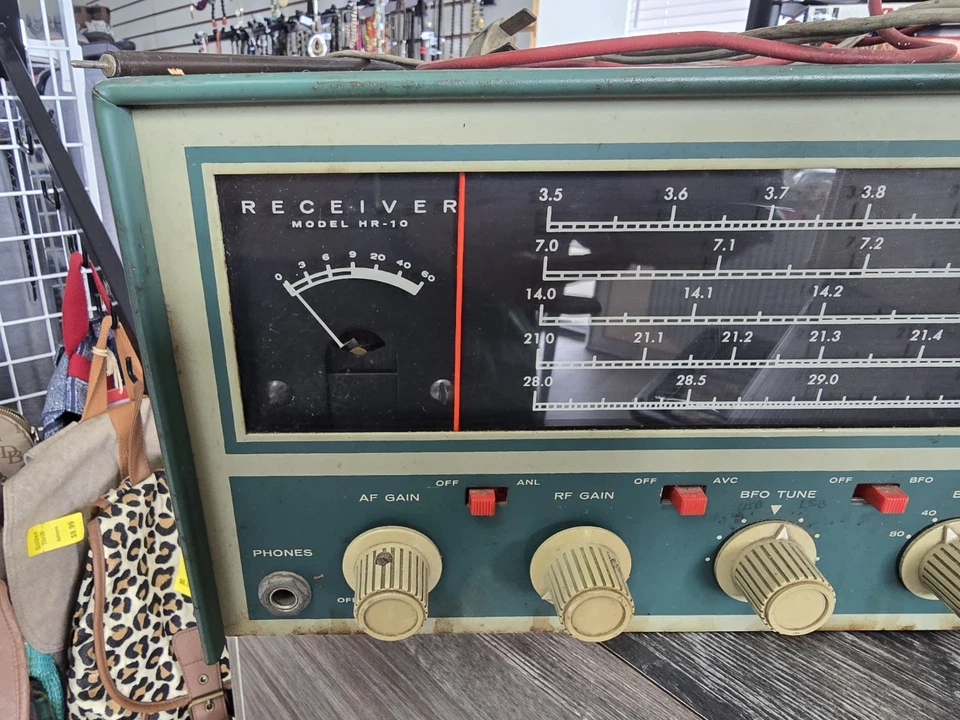 RECEIVER
MODEL HR-10
0 3 6 9 20 40 60
3.5 3.6 3.7 3.8
7.0 7.1 7.2
14.0 14.1 14.2
21.0 21.1 21.2 21.3 21.4
28.0 28.5 29.0
OFF ANL OFF AVC OFF BFO
AF GAIN RF GAIN BFO TUNE
40
80
PHONES
OFF